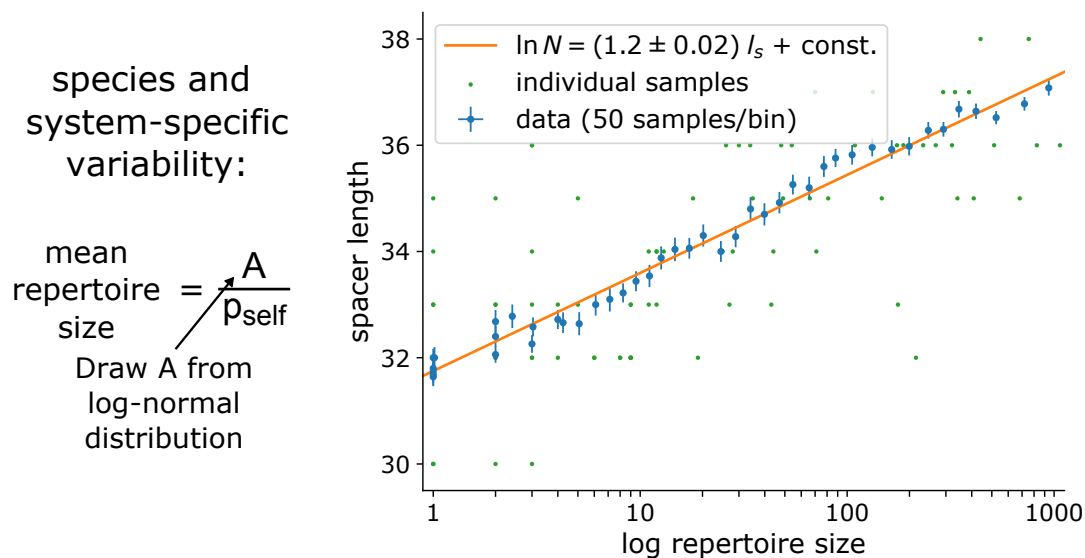 species and
system-specific
variability:
mean
repertoire
size
=
A
pself
Draw A from
log-normal
distribution
ln N = (1.2 ± 0.02) ls + const.
individual samples
data (50 samples/bin)
spacer length
38
36
34
32
30
1
10
100
1000
log repertoire size